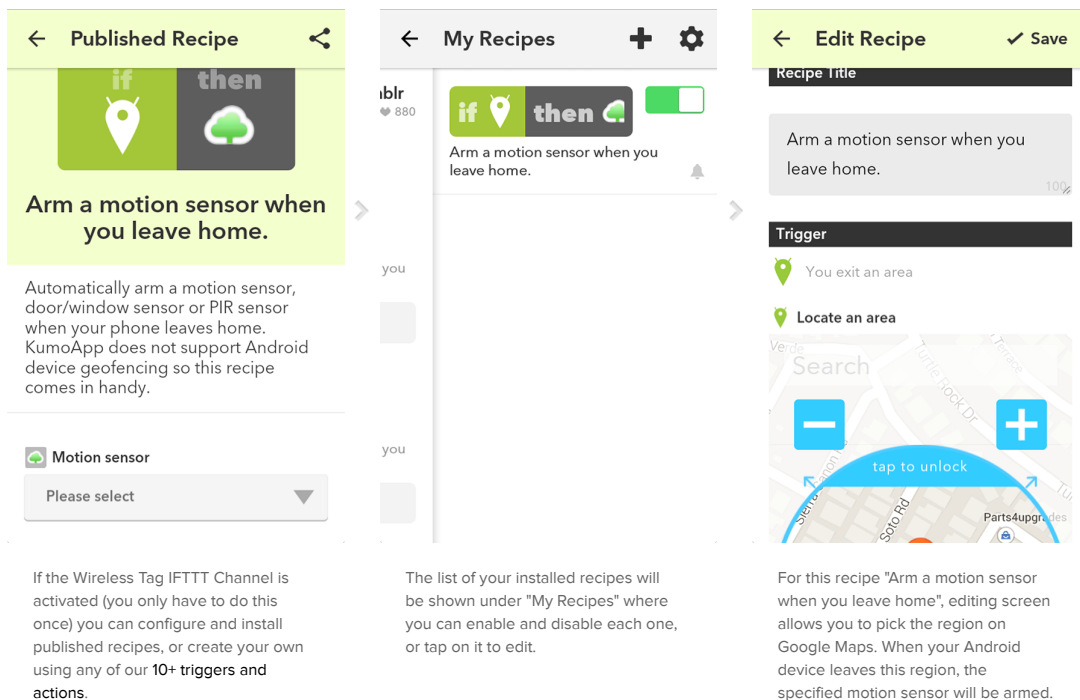 Published Recipe
if then
Arm a motion sensor when
you leave home.
Automatically arm a motion sensor,
door/window sensor or PIR sensor
when your phone leaves home.
KumoApp does not support Android
device geofencing so this recipe
comes in handy.
Motion sensor
Please select
If the Wireless Tag IFTTT Channel is
activated (you only have to do this
once) you can configure and install
published recipes, or create your own
using any of our 10+ triggers and
actions.
My Recipes
blr
880
you
you
if then
Arm a motion sensor when you
leave home.
The list of your installed recipes will
be shown under "My Recipes" where
you can enable and disable each one,
or tap on it to edit.
Edit Recipe
Save
Recipe Title
Arm a motion sensor when you
leave home.
100
Trigger
You exit an area
Locate an area
Verde
Search
Turtle Rock Dr
Terrace
tap to unlock
Sierra
Soto Rd
Parts4upgrades
For this recipe "Arm a motion sensor
when you leave home", editing screen
allows you to pick the region on
Google Maps. When your Android
device leaves this region, the
specified motion sensor will be armed.